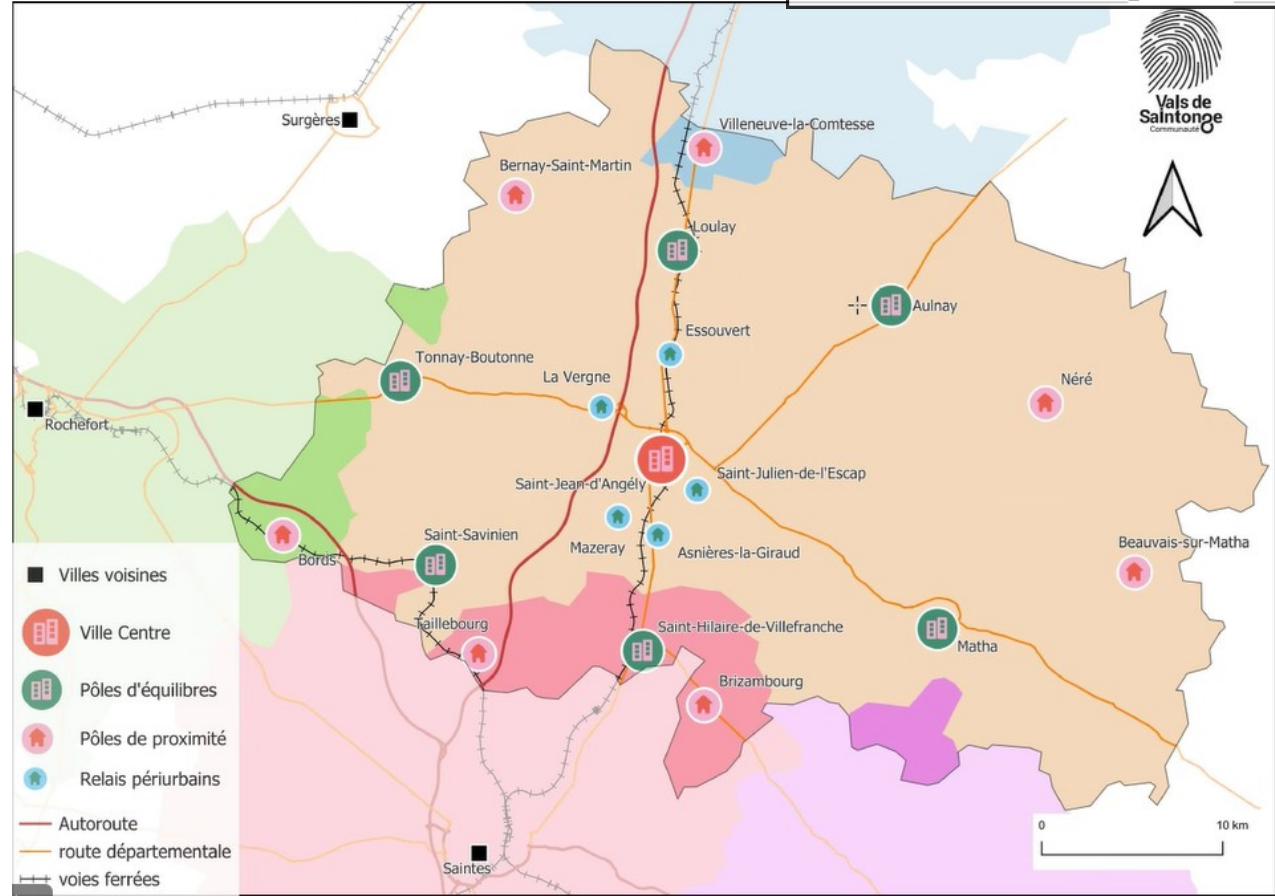 Vals de
Saintonge
Communauté
Surgères
Villeneuve-la-Comtesse
Bernay-Saint-Martin
Loulay
Aulnay
Essouvert
Tonnay-Boutonne
La Vergne
Néré
Rochefort
Saint-Julien-de-l'Escap
Saint-Jean-d'Angély
Saint-Savinien
Mazeray
Asnières-la-Giraud
Beauvais-sur-Matha
Bords
Taillebourg
Saint-Hilaire-de-Villefranche
Matha
Brizambourg
Saintes
Villes voisines
Ville Centre
Pôles d'équilibres
Pôles de proximité
Relais périurbains
Autoroute
route départementale
voies ferrées
0 10 km